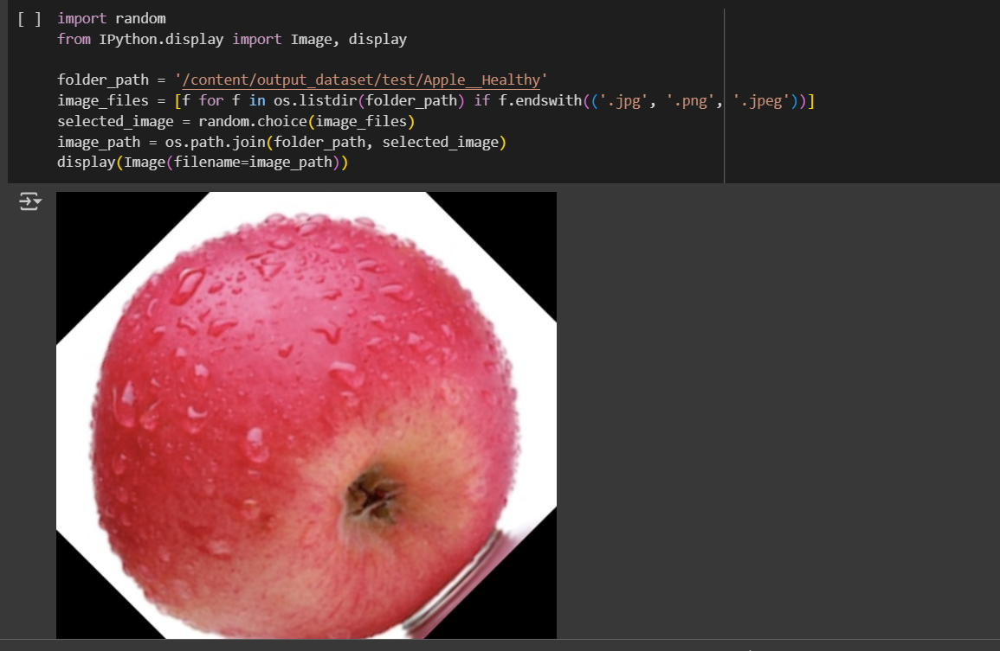 [ ] import random
from IPython.display import Image, display
folder_path = '/content/output_dataset/test/Apple__Healthy'
image_files = [f for f in os.listdir(folder_path) if f.endswith(('.jpg', '.png', '.jpeg'))]
selected_image = random.choice(image_files)
image_path = os.path.join(folder_path, selected_image)
display(Image(filename=image_path))